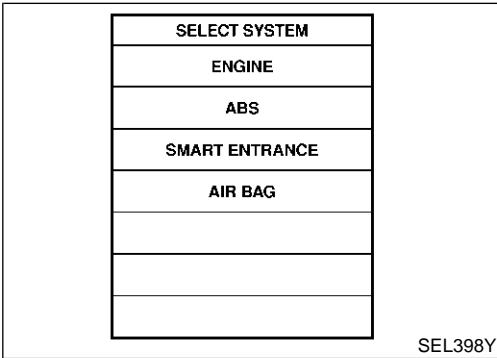 SELECT SYSTEM
ENGINE
ABS
SMART ENTRANCE
AIR BAG
SEL398Y